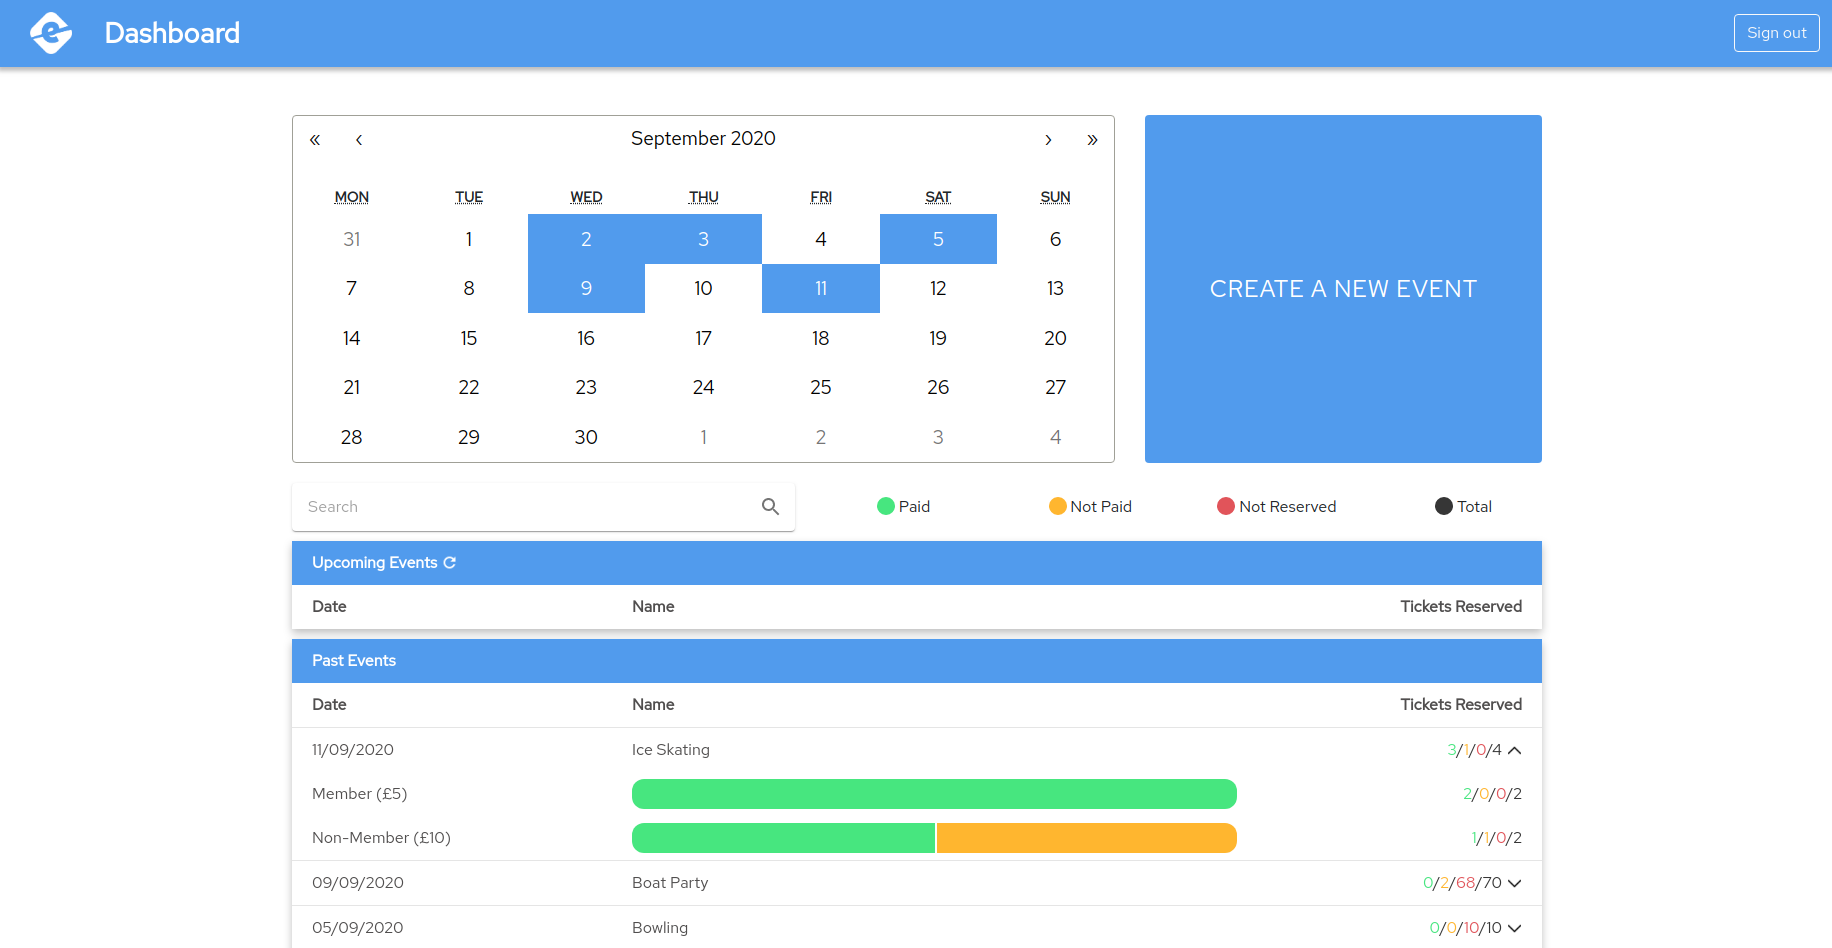 Dashboard
Sign out
« ‹ September 2020 › »
MON TUE WED THU FRI SAT SUN
31 1 2 3 4 5 6
7 8 9 10 11 12 13
14 15 16 17 18 19 20
21 22 23 24 25 26 27
28 29 30 1 2 3 4
CREATE A NEW EVENT
Search
Paid Not Paid Not Reserved Total
Upcoming Events
Date Name Tickets Reserved
Past Events
Date Name Tickets Reserved
11/09/2020 Ice Skating 3/1/0/4
Member (£5) 2/0/0/2
Non-Member (£10) 1/1/0/2
09/09/2020 Boat Party 0/2/68/70
05/09/2020 Bowling 0/0/10/10